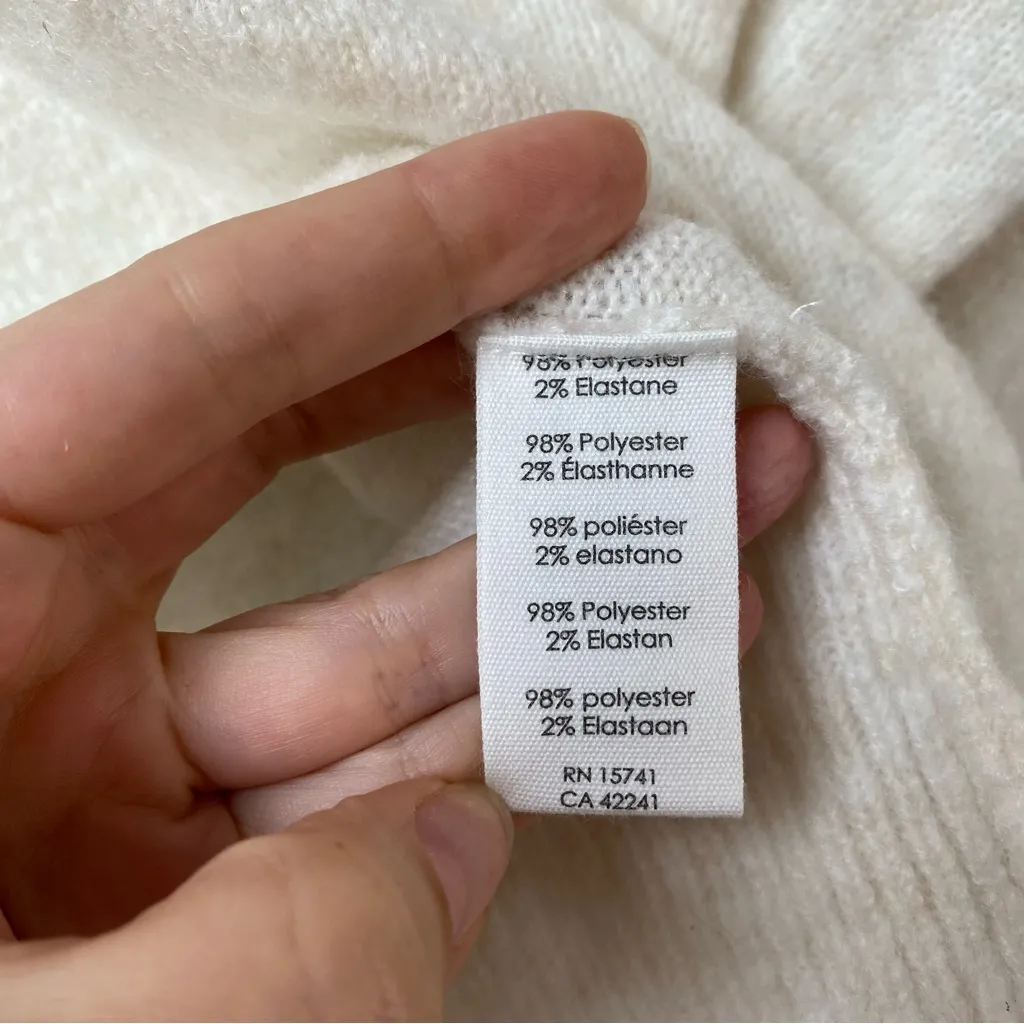 98% Polyester
2% Elastane
98% Polyester
2% Élasthanne
98% poliéster
2% elastano
98% Polyester
2% Elastan
98% polyester
2% Elastaan
RN 15741
CA 42241